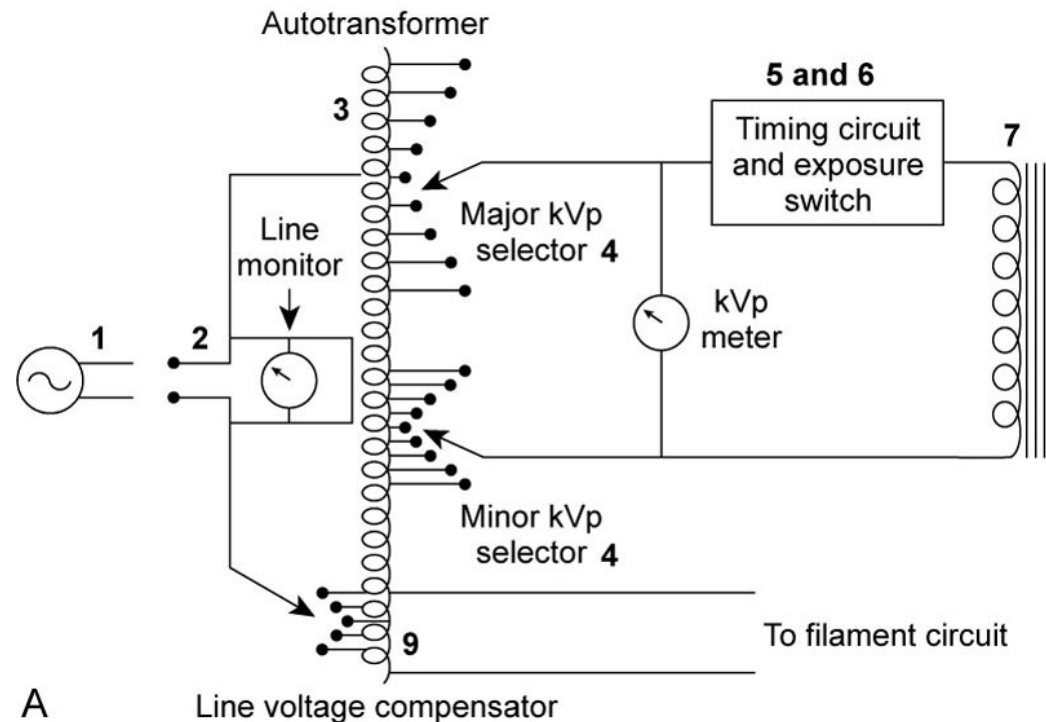 Autotransformer
3
5 and 6
Timing circuit
and exposure
switch
7
Major kVp
selector 4
Line
monitor
kVp
meter
1
2
Minor kVp
selector 4
9
To filament circuit
A
Line voltage compensator